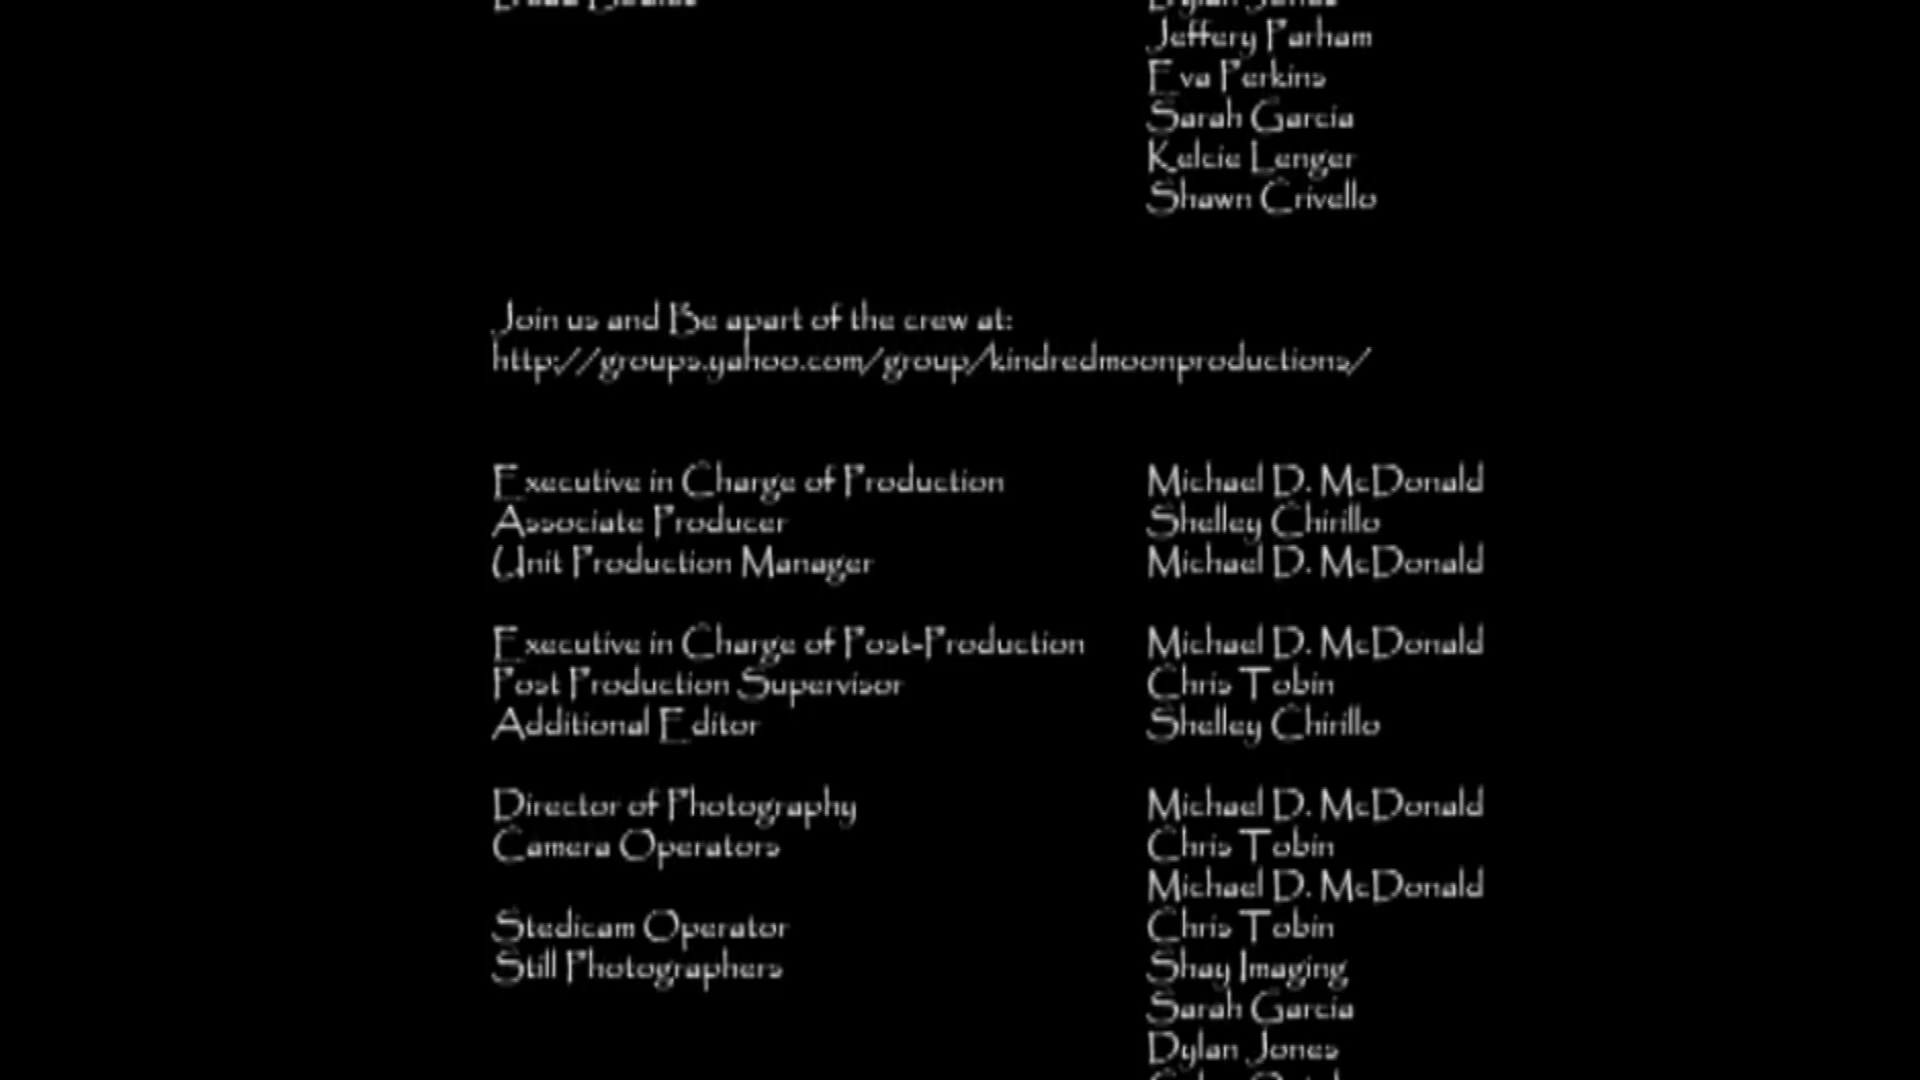 Dylan Jones
Jeffery Parham
Eva Perkins
Sarah Garcia
Kelcie Lenger
Shawn Crivello
Join us and Be apart of the crew at:
http://groups.yahoo.com/group/kindredmoonproductions/
Executive in Charge of Production Michael D. McDonald
Associate Producer Shelley Chirillo
Unit Production Manager Michael D. McDonald
Executive in Charge of Post-Production Michael D. McDonald
Post Production Supervisor Chris Tobin
Additional Editor Shelley Chirillo
Director of Photography Michael D. McDonald
Camera Operators Chris Tobin
Michael D. McDonald
Stedicam Operator Chris Tobin
Still Photographers Shay Imaging
Sarah Garcia
Dylan Jones